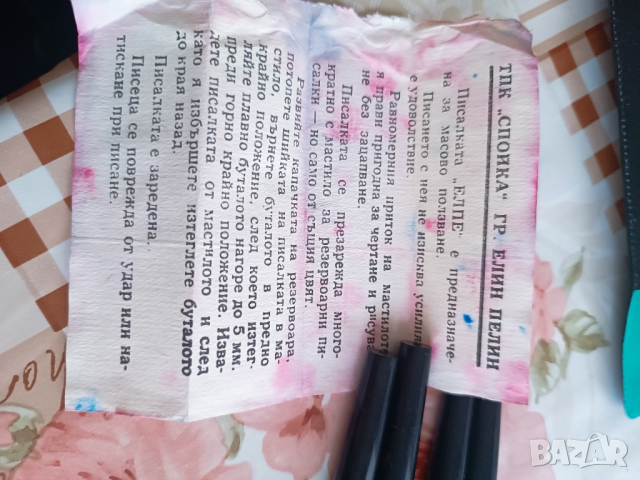 ТПК „СПОЙКА“ ГР. ЕЛИН ПЕЛИН
Писалката „ЕЛПЕ“ е предназначе-
на за масово ползване.
Писането с нея не изисква усилия,
е удоволствие.
Равномерния приток на мастилото
я прави пригодна за чертане и рисува-
не без зацапване.
Писалката се презарежда много-
кратно с мастило за резервоарни пи-
салки — но само от същия цвят.
Развийте капачката на резервоара,
потопете шийката на писалката в ма-
стило, върнете буталото в предно
крайно положение, след което изтег-
ляйте плавно буталото нагоре до 5 мм.
преди горно крайно положение. Изва-
дете писалката от мастилото и след
като я избършете изтеглете буталото
до края назад.
Писалката е заредена.
Писеца се поврежда от удар или на-
тискане при писане.
BAZAR